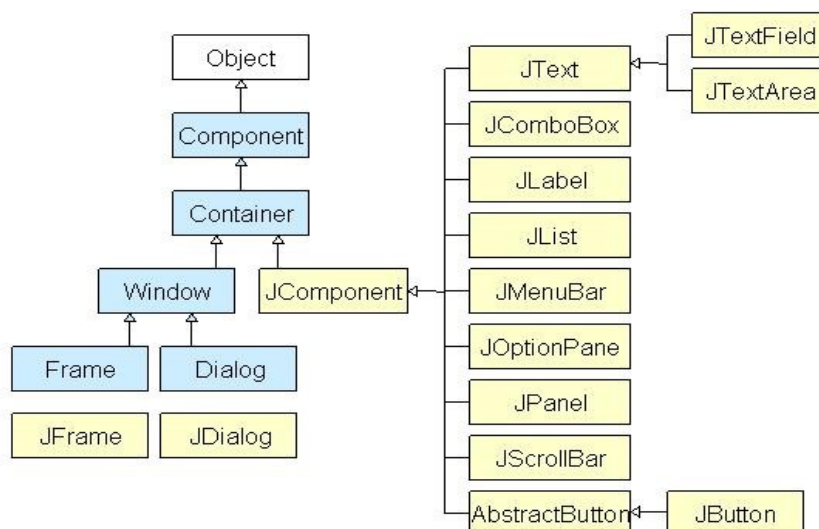 Object
Component
Container
Window
JComponent
Frame
Dialog
JFrame
JDialog
JText
JComboBox
JLabel
JList
JMenuBar
JOptionPane
JPanel
JScrollBar
AbstractButton
JTextField
JTextArea
JButton